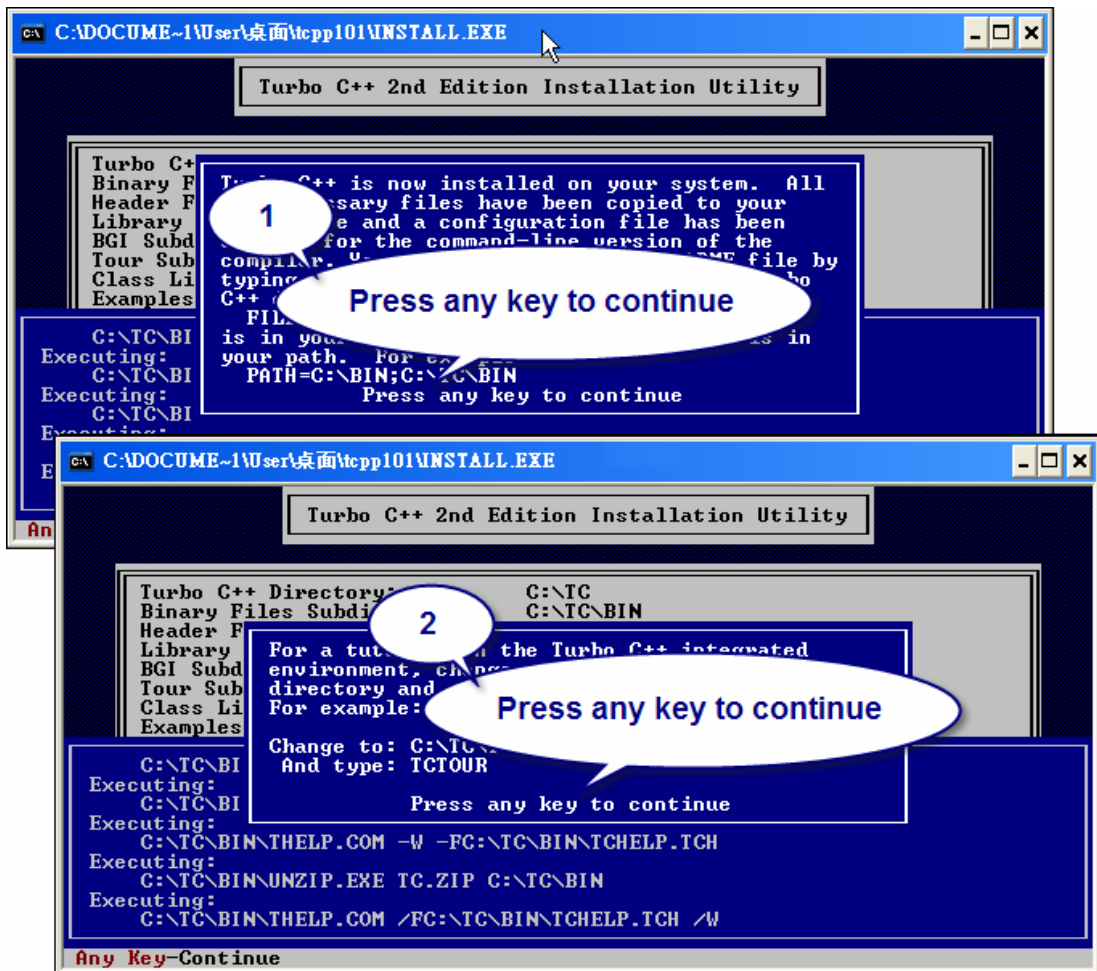 C:\DOCUME~1\User\桌面\tcpp101\INSTALL.EXE
Turbo C++ 2nd Edition Installation Utility
Turbo C+
Binary F
Header F
Library
BGI Subd
Tour Sub
Class Li
Examples
C++ is now installed on your system. All
files have been copied to your
and a configuration file has been
for the command-line version of the
file by
typing
C++
is in your
is in
your path. For
PATH=C:\BIN;C:\TC\BIN
Press any key to continue
1
Press any key to continue
C:\TC\BI
Executing:
C:\TC\BI
Executing:
C:\TC\BI
Executing:
E
An
C:\DOCUME~1\User\桌面\tcpp101\INSTALL.EXE
Turbo C++ 2nd Edition Installation Utility
Turbo C++ Directory: C:\TC
Binary Files Subdi C:\TC\BIN
Header F
Library
BGI Subd
Tour Sub
Class Li
Examples
For a tut the Turbo C++ integrated
environment,
directory and
For example:
Change to: C:\TC\
And type: TCTOUR
Press any key to continue
2
Press any key to continue
C:\TC\BI
Executing:
C:\TC\BI
Executing:
C:\TC\BIN\THELP.COM -W -FC:\TC\BIN\TCHELP.TCH
Executing:
C:\TC\BIN\UNZIP.EXE TC.ZIP C:\TC\BIN
Executing:
C:\TC\BIN\THELP.COM /FC:\TC\BIN\TCHELP.TCH /W
Any Key-Continue